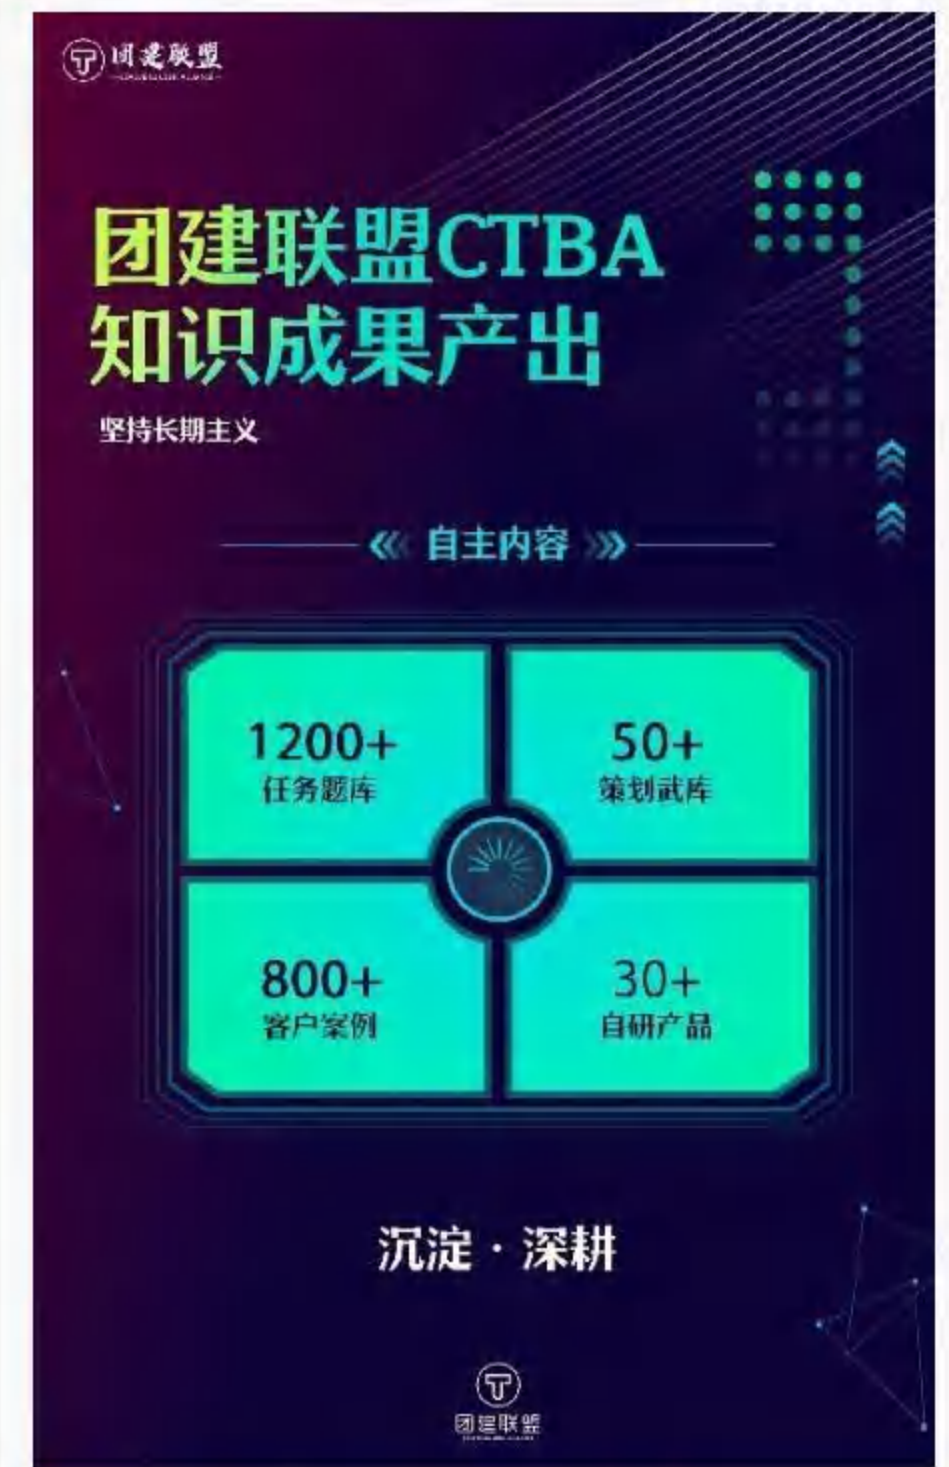 团建联盟
团建联盟CTBA
知识成果产出
坚持长期主义
自主内容
1200+
任务题库
50+
策划武库
800+
客户案例
30+
自研产品
沉淀·深耕
团建联盟